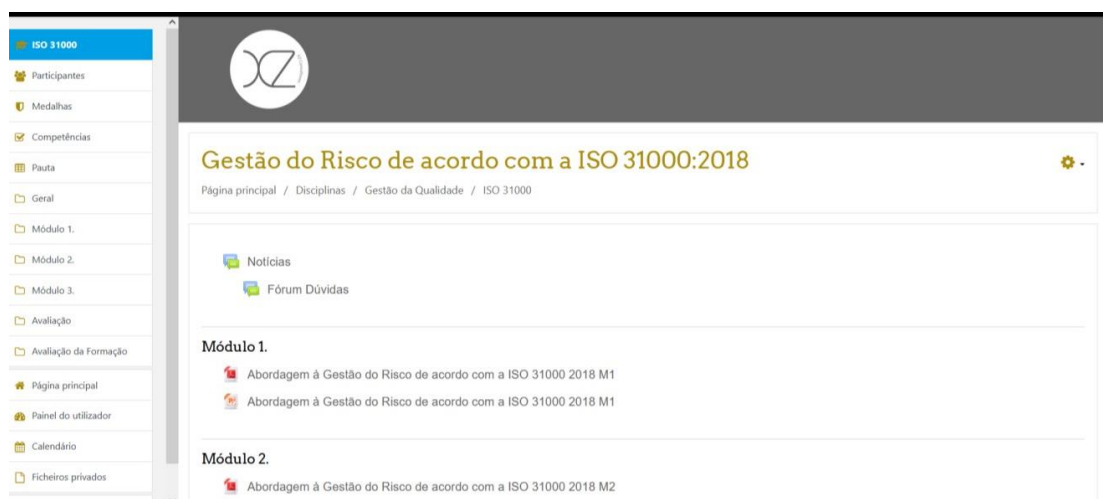 ISO 31000
Participantes
Medalhas
Competências
Pauta
Geral
Módulo 1.
Módulo 2.
Módulo 3.
Avaliação
Avaliação da Formação
Página principal
Painel do utilizador
Calendário
Ficheiros privados
Gestão do Risco de acordo com a ISO 31000:2018
Página principal / Disciplinas / Gestão da Qualidade / ISO 31000
Notícias
Fórum Dúvidas
Módulo 1.
Abordagem à Gestão do Risco de acordo com a ISO 31000 2018 M1
Abordagem á Gestão do Risco de acordo com a ISO 31000 2018 M1
Módulo 2.
Abordagem à Gestão do Risco de acordo com a ISO 31000 2018 M2